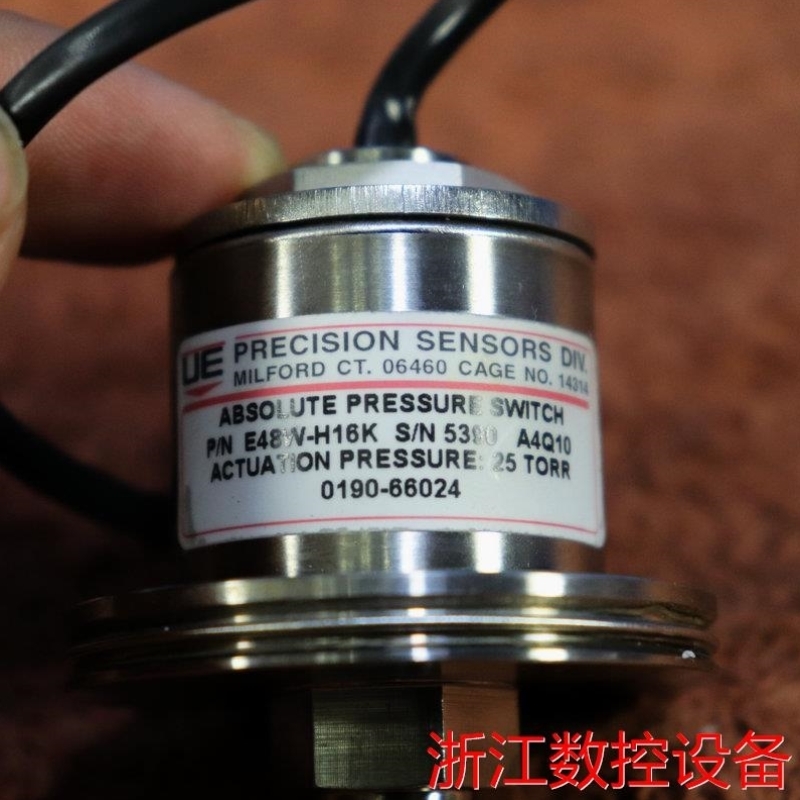 UE PRECISION SENSORS DIV.
MILFORD CT. 06460 CAGE NO. 14314
ABSOLUTE PRESSURE SWITCH
P/N E48W-H16K S/N 5390 A4Q10
ACTUATION PRESSURE: 25 TORR
0190-66024
浙江数控设备